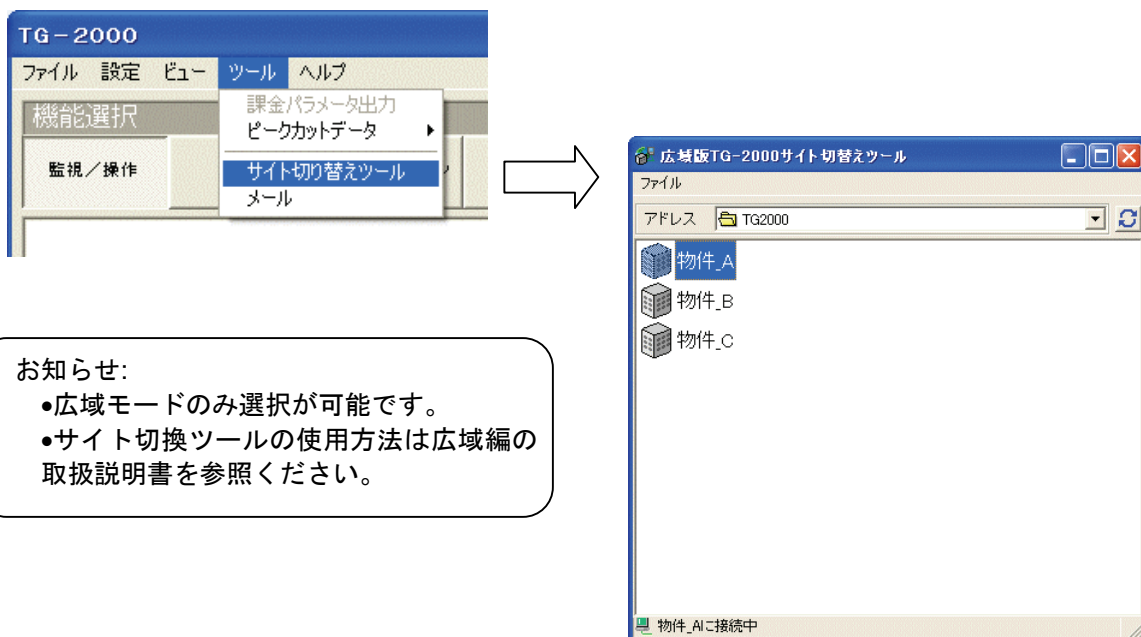 TG-2000
ファイル 設定 ビュー ツール ヘルプ
機能選択
監視/操作
課金パラメータ出力
ピークカットデータ
サイト切り替えツール
メール
お知らせ:
•広域モードのみ選択が可能です。
•サイト切換ツールの使用方法は広域編の
取扱説明書を参照ください。
広域版TG-2000サイト切替えツール
ファイル
アドレス TG2000
物件_A
物件_B
物件_C
物件_Aに接続中